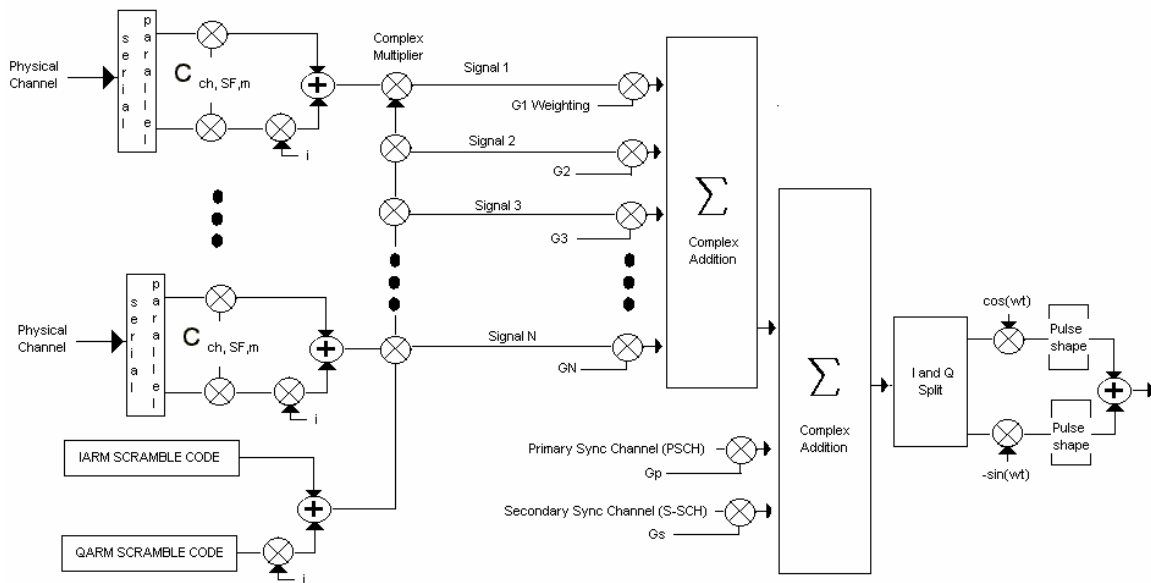 Physical
Channel
serial
parallel
C ch, SF,m
i
Complex
Multiplier
Signal 1
G1 Weighting
Signal 2
G2
Signal 3
G3
Σ
Complex
Addition
Physical
Channel
serial
parallel
C ch, SF,m
i
Signal N
GN
IARM SCRAMBLE CODE
QARM SCRAMBLE CODE
i
Primary Sync Channel (PSCH)
Gp
Secondary Sync Channel (S-SCH)
Gs
Σ
Complex
Addition
I and Q
Split
cos(wt)
Pulse
shape
-sin(wt)
Pulse
shape